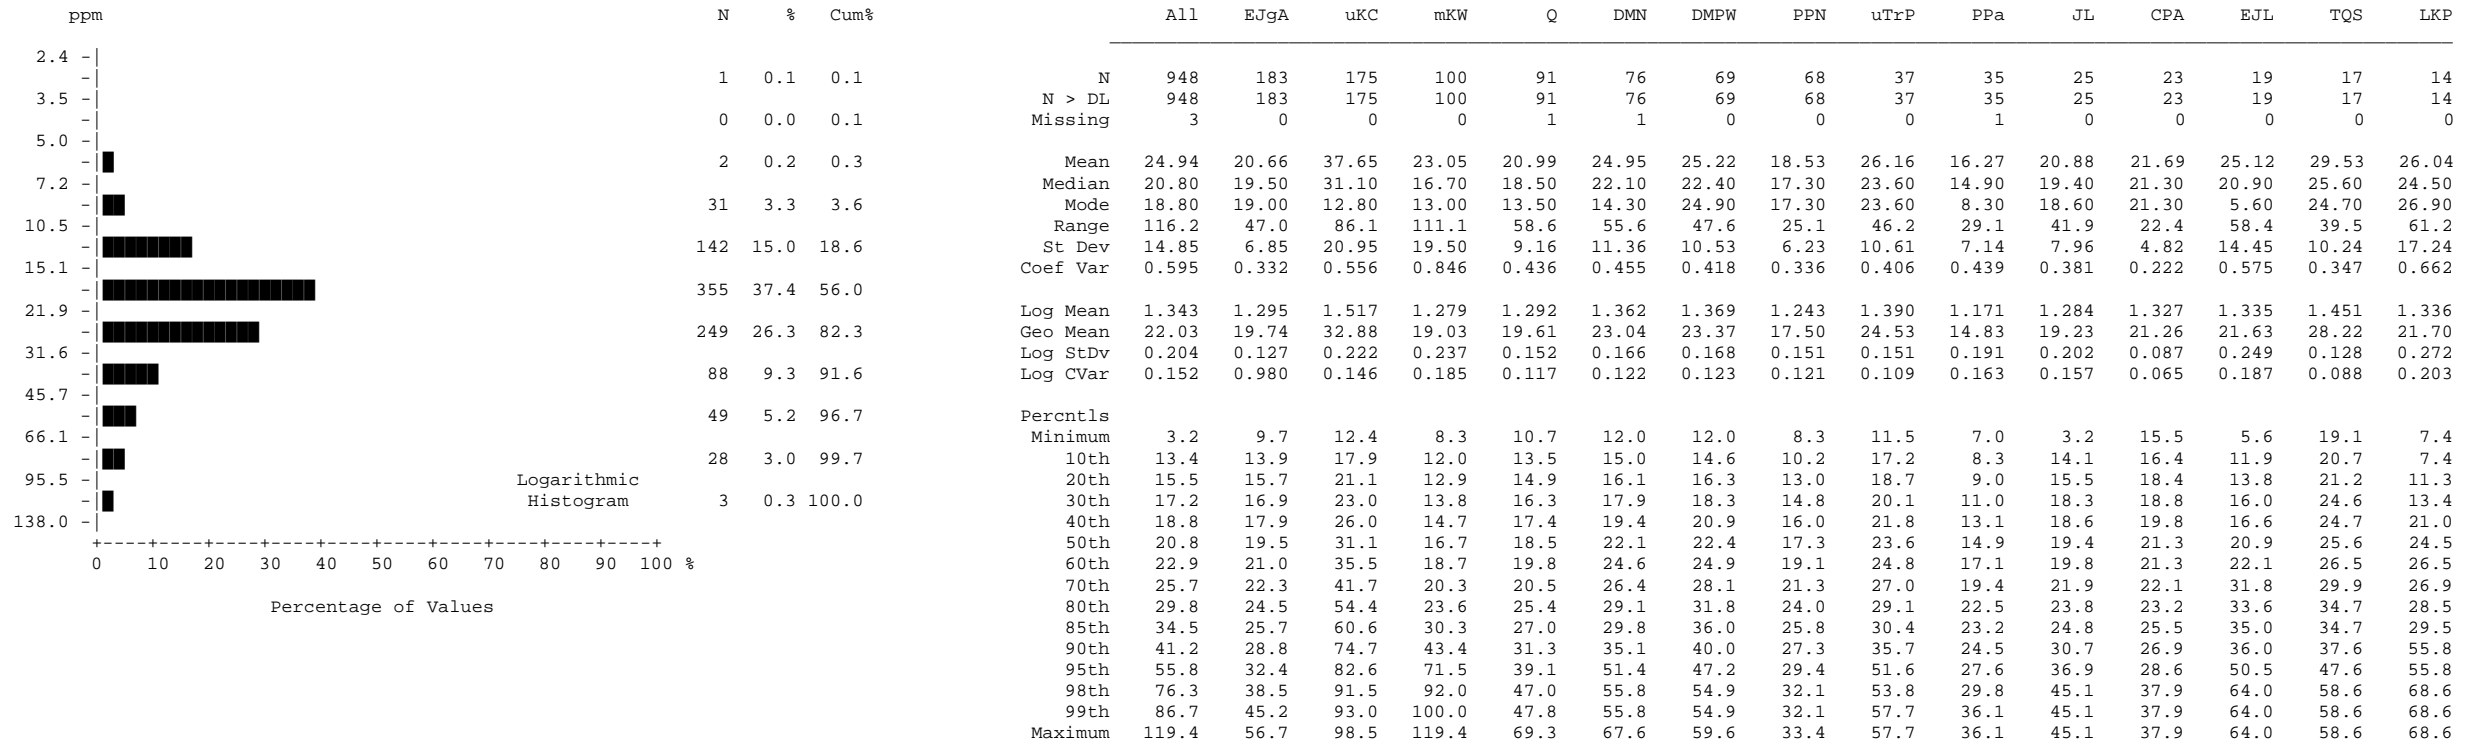 ppm N % Cum% All EJgA uKC mKW Q DMN DMPW PPN uTrP PPa JL CPA EJL TQS LKP
2.4 -|
-| 1 0.1 0.1 N 948 183 175 100 91 76 69 68 37 35 25 23 19 17 14
3.5 -| N > DL 948 183 175 100 91 76 69 68 37 35 25 23 19 17 14
-| 0 0.0 0.1 Missing 3 0 0 0 1 1 0 0 0 1 0 0 0 0 0
5.0 -|
-| 2 0.2 0.3 Mean 24.94 20.66 37.65 23.05 20.99 24.95 25.22 18.53 26.16 16.27 20.88 21.69 25.12 29.53 26.04
7.2 -| Median 20.80 19.50 31.10 16.70 18.50 22.10 22.40 17.30 23.60 14.90 19.40 21.30 20.90 25.60 24.50
-| 31 3.3 3.6 Mode 18.80 19.00 12.80 13.00 13.50 14.30 24.90 17.30 23.60 8.30 18.60 21.30 5.60 24.70 26.90
10.5 -| Range 116.2 47.0 86.1 111.1 58.6 55.6 47.6 25.1 46.2 29.1 41.9 22.4 58.4 39.5 61.2
-| 142 15.0 18.6 St Dev 14.85 6.85 20.95 19.50 9.16 11.36 10.53 6.23 10.61 7.14 7.96 4.82 14.45 10.24 17.24
15.1 -| Coef Var 0.595 0.332 0.556 0.846 0.436 0.455 0.418 0.336 0.406 0.439 0.381 0.222 0.575 0.347 0.662
-| 355 37.4 56.0
21.9 -| Log Mean 1.343 1.295 1.517 1.279 1.292 1.362 1.369 1.243 1.390 1.171 1.284 1.327 1.335 1.451 1.336
-| 249 26.3 82.3 Geo Mean 22.03 19.74 32.88 19.03 19.61 23.04 23.37 17.50 24.53 14.83 19.23 21.26 21.63 28.22 21.70
31.6 -| Log StDv 0.204 0.127 0.222 0.237 0.152 0.166 0.168 0.151 0.151 0.191 0.202 0.087 0.249 0.128 0.272
-| 88 9.3 91.6 Log CVar 0.152 0.980 0.146 0.185 0.117 0.122 0.123 0.121 0.109 0.163 0.157 0.065 0.187 0.088 0.203
45.7 -|
-| 49 5.2 96.7 Percntls
66.1 -| Minimum 3.2 9.7 12.4 8.3 10.7 12.0 12.0 8.3 11.5 7.0 3.2 15.5 5.6 19.1 7.4
-| 28 3.0 99.7 10th 13.4 13.9 17.9 12.0 13.5 15.0 14.6 10.2 17.2 8.3 14.1 16.4 11.9 20.7 7.4
95.5 -| Logarithmic 20th 15.5 15.7 21.1 12.9 14.9 16.1 16.3 13.0 18.7 9.0 15.5 18.4 13.8 21.2 11.3
-| Histogram 3 0.3 100.0 30th 17.2 16.9 23.0 13.8 16.3 17.9 18.3 14.8 20.1 11.0 18.3 18.8 16.0 24.6 13.4
138.0 -| 40th 18.8 17.9 26.0 14.7 17.4 19.4 20.9 16.0 21.8 13.1 18.6 19.8 16.6 24.7 21.0
+----+----+----+----+----+----+----+----+----+----+ 50th 20.8 19.5 31.1 16.7 18.5 22.1 22.4 17.3 23.6 14.9 19.4 21.3 20.9 25.6 24.5
0 10 20 30 40 50 60 70 80 90 100 % 60th 22.9 21.0 35.5 18.7 19.8 24.6 24.9 19.1 24.8 17.1 19.8 21.3 22.1 26.5 26.5
70th 25.7 22.3 41.7 20.3 20.5 26.4 28.1 21.3 27.0 19.4 21.9 22.1 31.8 29.9 26.9
Percentage of Values 80th 29.8 24.5 54.4 23.6 25.4 29.1 31.8 24.0 29.1 22.5 23.8 23.2 33.6 34.7 28.5
85th 34.5 25.7 60.6 30.3 27.0 29.8 36.0 25.8 30.4 23.2 24.8 25.5 35.0 34.7 29.5
90th 41.2 28.8 74.7 43.4 31.3 35.1 40.0 27.3 35.7 24.5 30.7 26.9 36.0 37.6 55.8
95th 55.8 32.4 82.6 71.5 39.1 51.4 47.2 29.4 51.6 27.6 36.9 28.6 50.5 47.6 55.8
98th 76.3 38.5 91.5 92.0 47.0 55.8 54.9 32.1 53.8 29.8 45.1 37.9 64.0 58.6 68.6
99th 86.7 45.2 93.0 100.0 47.8 55.8 54.9 32.1 57.7 36.1 45.1 37.9 64.0 58.6 68.6
Maximum 119.4 56.7 98.5 119.4 69.3 67.6 59.6 33.4 57.7 36.1 45.1 37.9 64.0 58.6 68.6